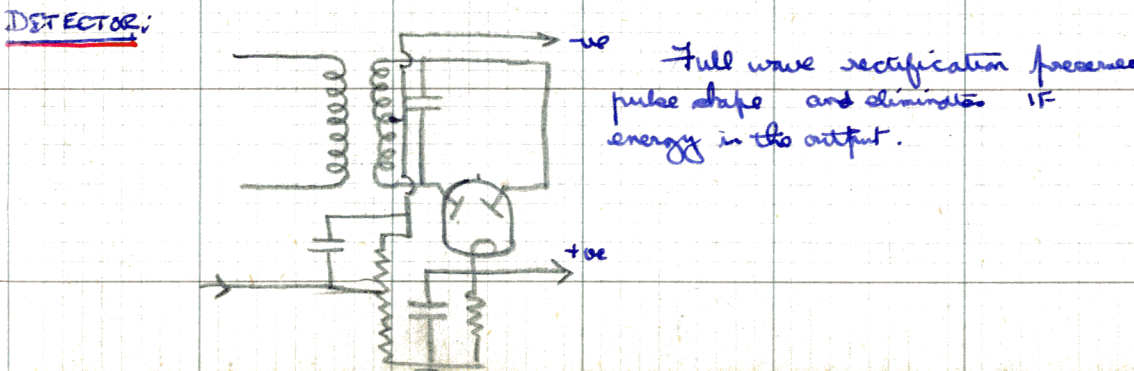 DETECTOR:
-ve
Full wave rectification preserves
pulse shape and eliminates IF
energy in the output.
+ve